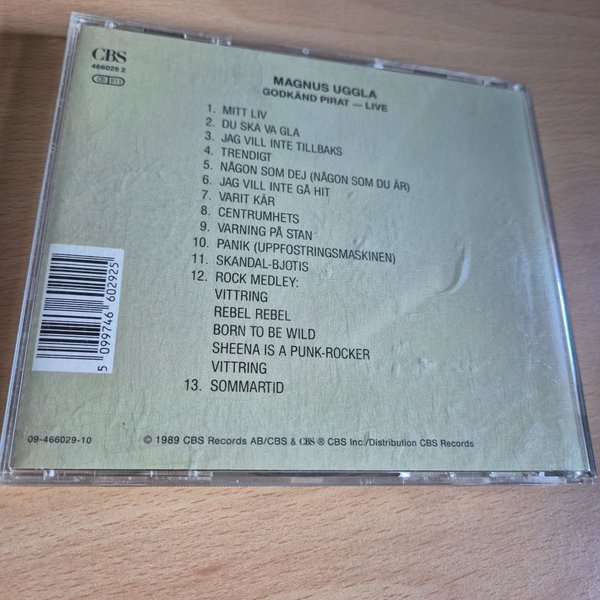 CBS
466029 2
MAGNUS UGGLA
GODKÄND PIRAT — LIVE
1. MITT LIV
2. DU SKA VA GLA
3. JAG VILL INTE TILLBAKS
4. TRENDIGT
5. NÅGON SOM DEJ (NÅGON SOM DU ÄR)
6. JAG VILL INTE GÅ HIT
7. VARIT KÄR
8. CENTRUMHETS
9. VARNING PÅ STAN
10. PANIK (UPPFOSTRINGSMASKINEN)
11. SKANDAL-BJOTIS
12. ROCK MEDLEY:
VITTRING
REBEL REBEL
BORN TO BE WILD
SHEENA IS A PUNK-ROCKER
VITTRING
13. SOMMARTID
5 099746 602925
09-466029-10
© 1989 CBS Records AB/CBS & CBS ℗ CBS Inc./Distribution CBS Records